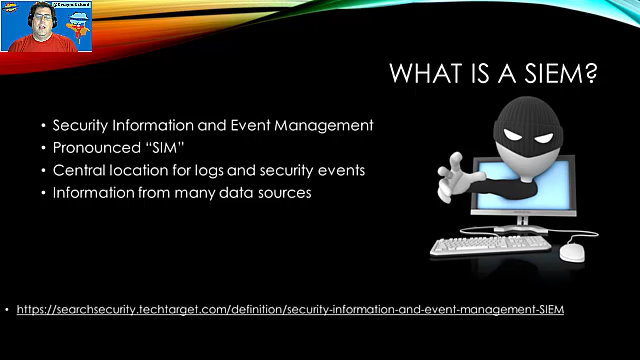 WHAT IS A SIEM?
• Security Information and Event Management
• Pronounced “SIM”
• Central location for logs and security events
• Information from many data sources
• https://searchsecurity.techtarget.com/definition/security-information-and-event-management-SIEM